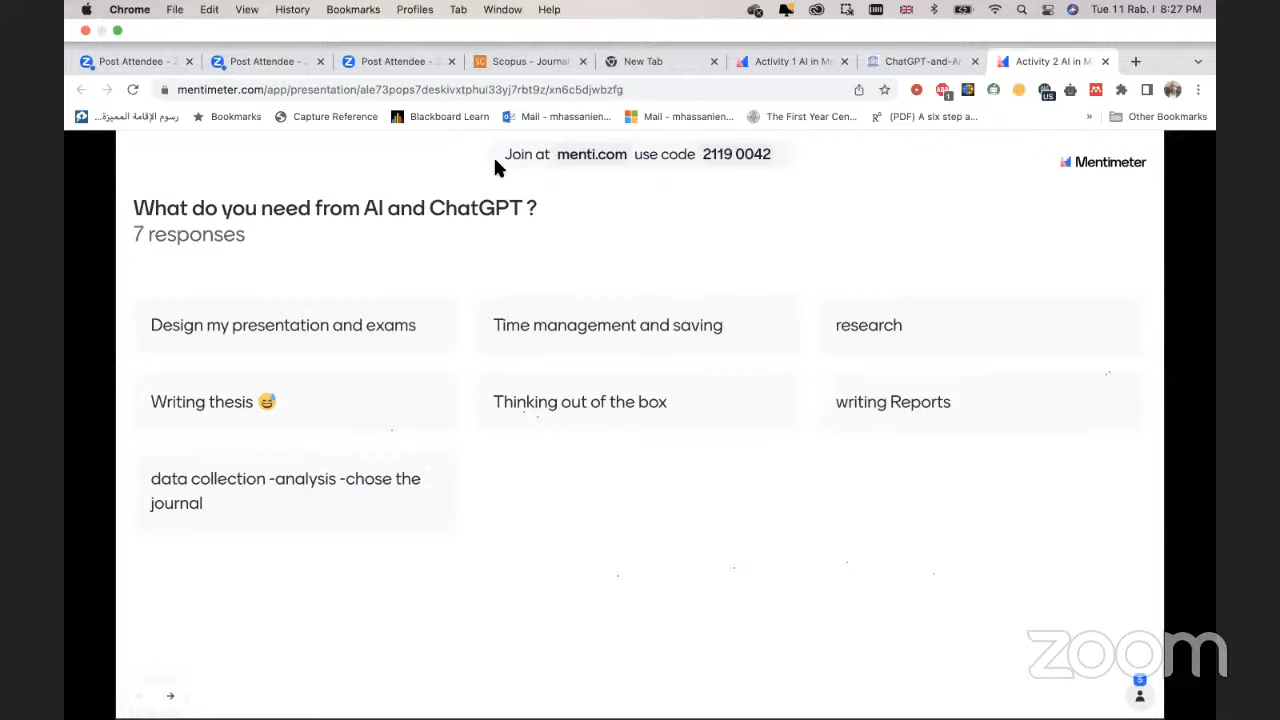 Chrome File Edit View History Bookmarks Profiles Tab Window Help Tue 11 Rab. I 8:27 PM
Post Attendee - Z Post Attendee - Post Attendee - Scopus - Journal New Tab Activity 1 AI in M ChatGPT-and-Ar Activity 2 AI in M
mentimeter.com/app/presentation/ale73pops7deskivxtphui33yj7rbt9z/xn6c5djwbzfg
رسوم الإقامة المميزة... Bookmarks Capture Reference Blackboard Learn Mail - mhassanien... Mail - mhassanien... The First Year Cen... (PDF) A six step a... » Other Bookmarks
Join at menti.com use code 2119 0042
Mentimeter
What do you need from AI and ChatGPT ?
7 responses
Design my presentation and exams
Time management and saving
research
Writing thesis 😅
Thinking out of the box
writing Reports
data collection -analysis -chose the
journal
zoom
5